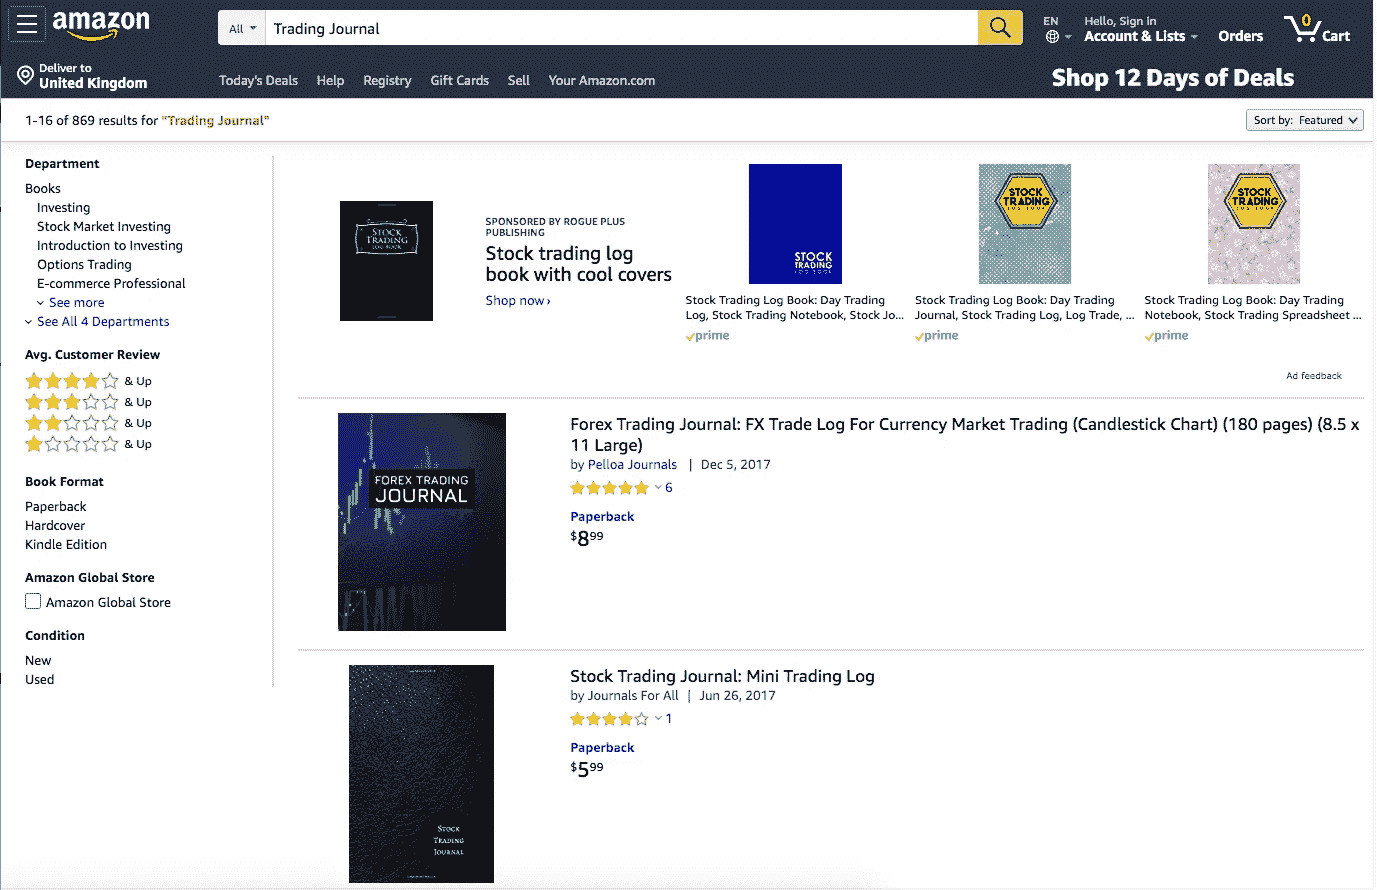 amazon
All
Trading Journal
EN
Hello, Sign in
Account & Lists
Orders
0
Cart
Deliver to
United Kingdom
Today's Deals Help Registry Gift Cards Sell Your Amazon.com
Shop 12 Days of Deals
1-16 of 869 results for "Trading Journal"
Sort by: Featured
Department
Books
Investing
Stock Market Investing
Introduction to Investing
Options Trading
E-commerce Professional
See more
See All 4 Departments
Avg. Customer Review
& Up
& Up
& Up
& Up
Book Format
Paperback
Hardcover
Kindle Edition
Amazon Global Store
Amazon Global Store
Condition
New
Used
STOCK
TRADING
LOG BOOK
SPONSORED BY ROGUE PLUS
PUBLISHING
Stock trading log
book with cool covers
Shop now›
STOCK
TRADING
LOG BOOK
Stock Trading Log Book: Day Trading
Log, Stock Trading Notebook, Stock Jo...
prime
STOCK
TRADING
LOG BOOK
Stock Trading Log Book: Day Trading
Journal, Stock Trading Log, Log Trade, ...
prime
STOCK
TRADING
LOG BOOK
Stock Trading Log Book: Day Trading
Notebook, Stock Trading Spreadsheet ...
prime
Ad feedback
FOREX TRADING
JOURNAL
Forex Trading Journal: FX Trade Log For Currency Market Trading (Candlestick Chart) (180 pages) (8.5 x
11 Large)
by Pelloa Journals | Dec 5, 2017
6
Paperback
$899
STOCK
TRADING
JOURNAL
Stock Trading Journal: Mini Trading Log
by Journals For All | Jun 26, 2017
1
Paperback
$599